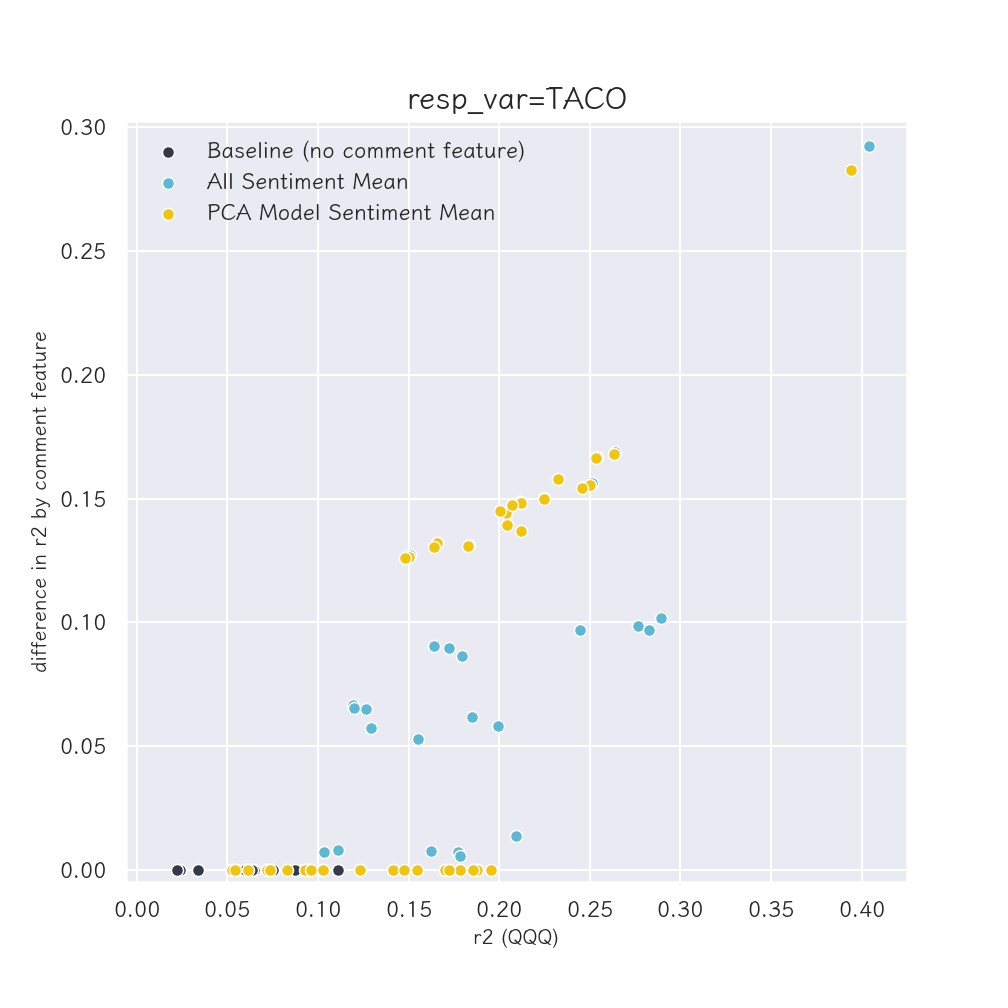 resp_var=TACO
Baseline (no comment feature)
All Sentiment Mean
PCA Model Sentiment Mean
difference in r2 by comment feature
0.30
0.25
0.20
0.15
0.10
0.05
0.00
0.00 0.05 0.10 0.15 0.20 0.25 0.30 0.35 0.40
r2 (QQQ)